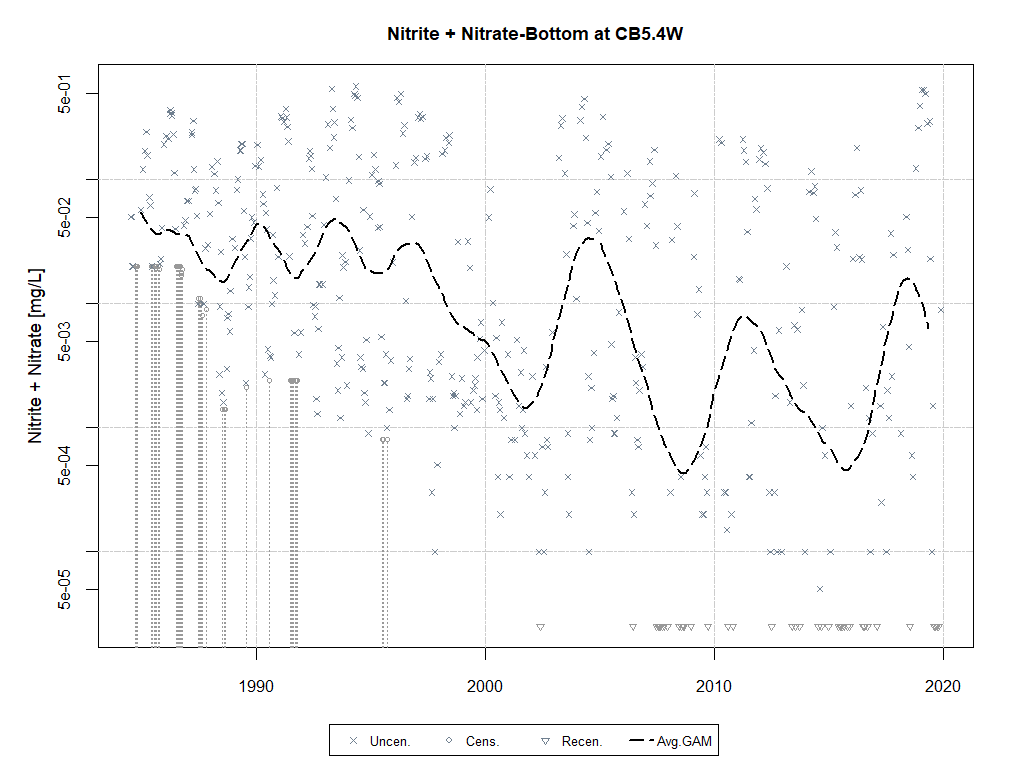 Nitrite + Nitrate-Bottom at CB5.4W
Nitrite + Nitrate [mg/L]
5e-01
5e-02
5e-03
5e-04
5e-05
1990 2000 2010 2020
Uncen. Cens. Recen. Avg.GAM